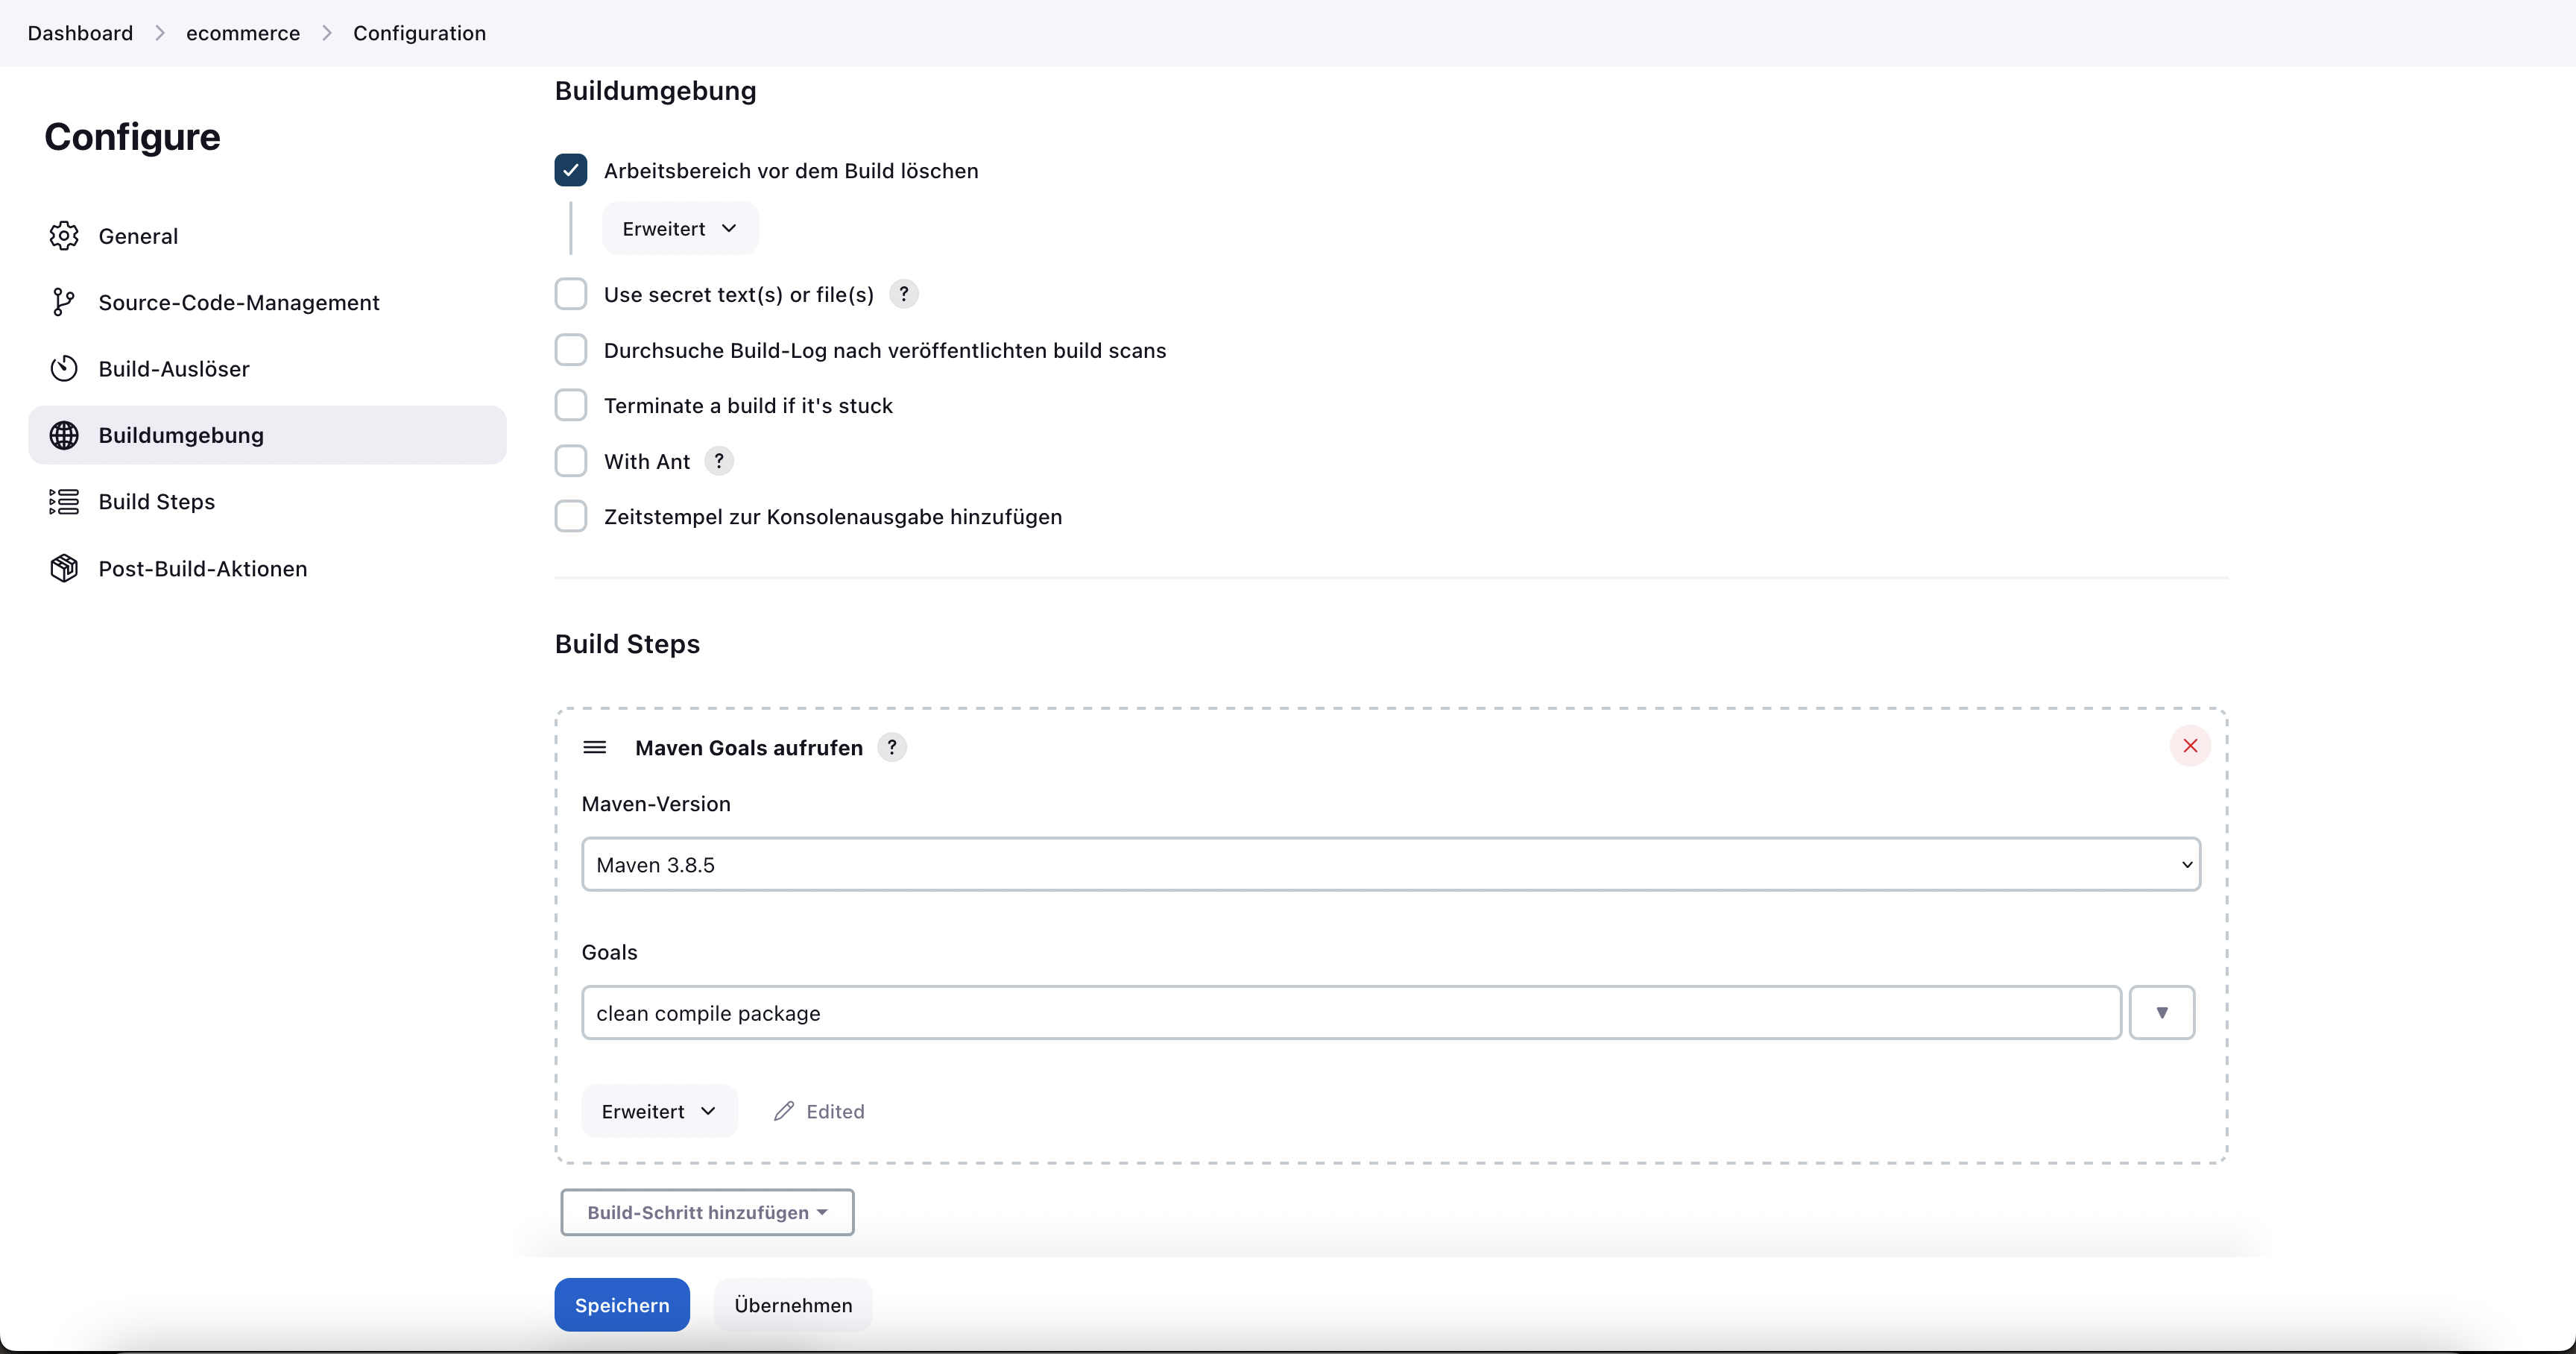 Dashboard > ecommerce > Configuration
Configure
General
Source-Code-Management
Build-Auslöser
Buildumgebung
Build Steps
Post-Build-Aktionen
Buildumgebung
Arbeitsbereich vor dem Build löschen
Erweitert
Use secret text(s) or file(s) ?
Durchsuche Build-Log nach veröffentlichten build scans
Terminate a build if it's stuck
With Ant ?
Zeitstempel zur Konsolenausgabe hinzufügen
Build Steps
Maven Goals aufrufen ?
Maven-Version
Maven 3.8.5
Goals
clean compile package
Erweitert Edited
Build-Schritt hinzufügen
Speichern Übernehmen